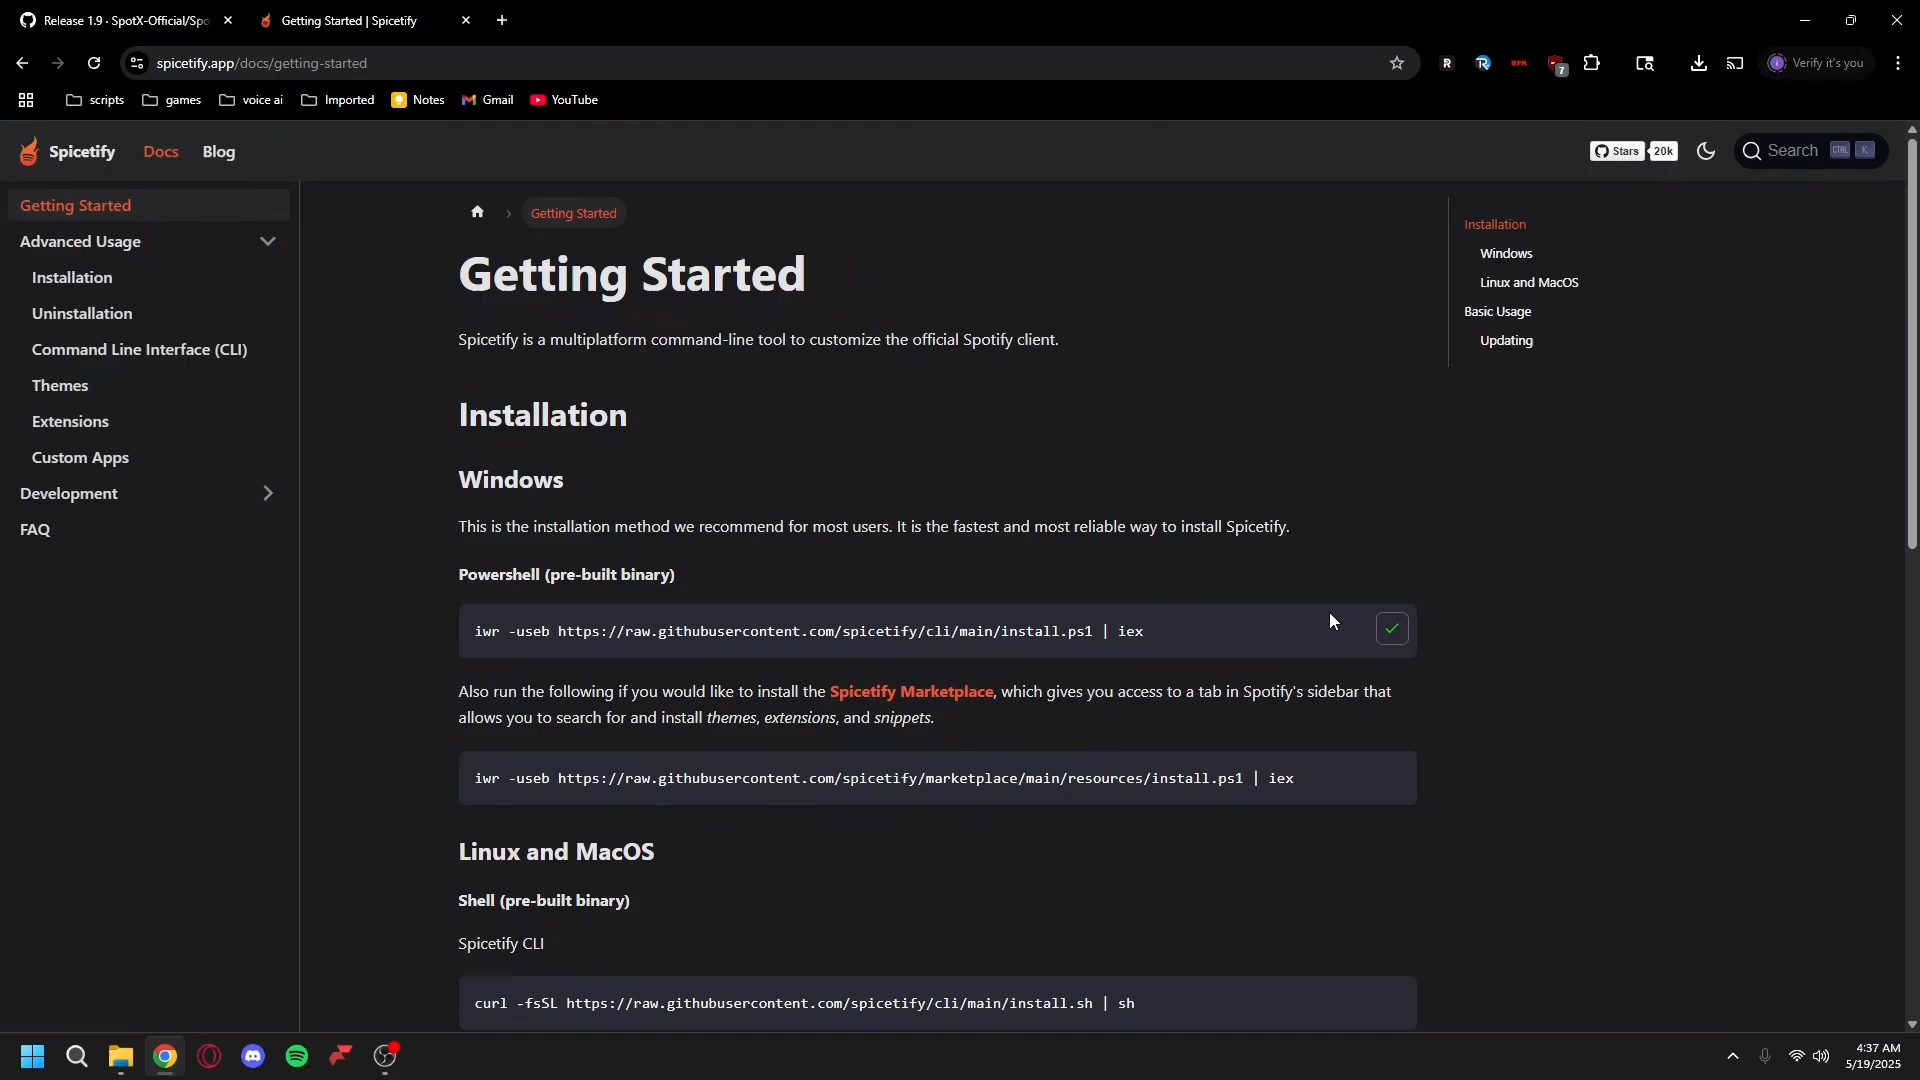 Release 1.9 · SpotX-Official/Spo
Getting Started | Spicetify
spicetify.app/docs/getting-started
7
Verify it's you
scripts
games
voice ai
Imported
Notes
Gmail
YouTube
Spicetify
Docs
Blog
Stars
20k
Search
CTRL
K
Getting Started
Advanced Usage
Installation
Uninstallation
Command Line Interface (CLI)
Themes
Extensions
Custom Apps
Development
FAQ
Getting Started
Getting Started
Spicetify is a multiplatform command-line tool to customize the official Spotify client.
Installation
Windows
This is the installation method we recommend for most users. It is the fastest and most reliable way to install Spicetify.
Powershell (pre-built binary)
iwr -useb https://raw.githubusercontent.com/spicetify/cli/main/install.ps1 | iex
Also run the following if you would like to install the Spicetify Marketplace, which gives you access to a tab in Spotify's sidebar that
allows you to search for and install themes, extensions, and snippets.
iwr -useb https://raw.githubusercontent.com/spicetify/marketplace/main/resources/install.ps1 | iex
Linux and MacOS
Shell (pre-built binary)
Spicetify CLI
curl -fsSL https://raw.githubusercontent.com/spicetify/cli/main/install.sh | sh
Installation
Windows
Linux and MacOS
Basic Usage
Updating
4:37 AM
5/19/2025